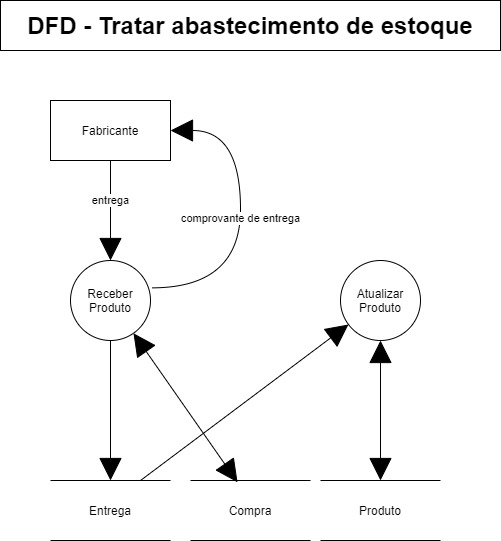 DFD - Tratar abastecimento de estoque
Fabricante
entrega
comprovante de entrega
Receber
Produto
Atualizar
Produto
Entrega
Compra
Produto